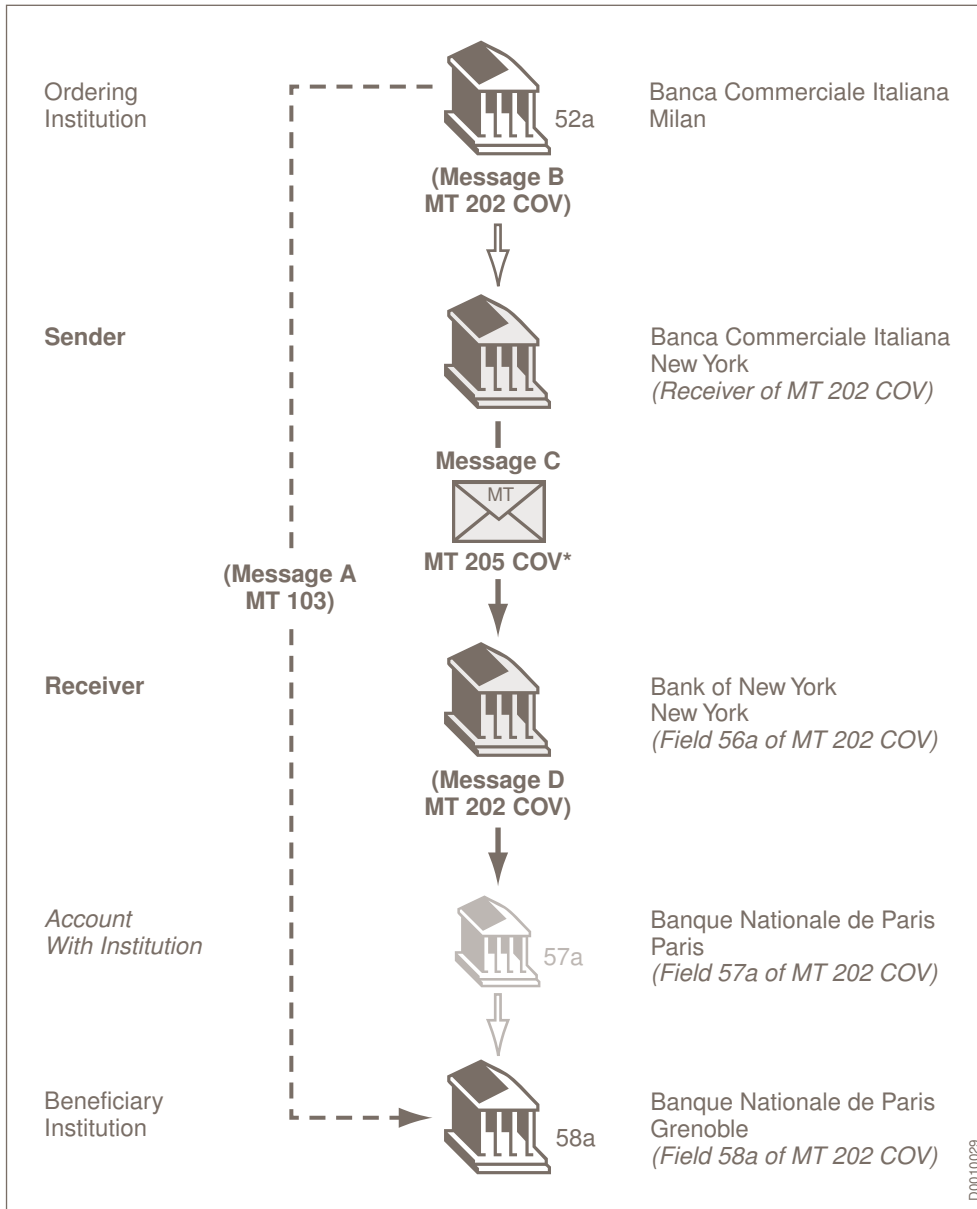 Ordering
Institution
52a
Banca Commerciale Italiana
Milan
(Message B
MT 202 COV)
Sender
Banca Commerciale Italiana
New York
(Receiver of MT 202 COV)
Message C
MT
MT 205 COV*
(Message A
MT 103)
Receiver
Bank of New York
New York
(Field 56a of MT 202 COV)
(Message D
MT 202 COV)
Account
With Institution
57a
Banque Nationale de Paris
Paris
(Field 57a of MT 202 COV)
Beneficiary
Institution
58a
Banque Nationale de Paris
Grenoble
(Field 58a of MT 202 COV)
D0010029